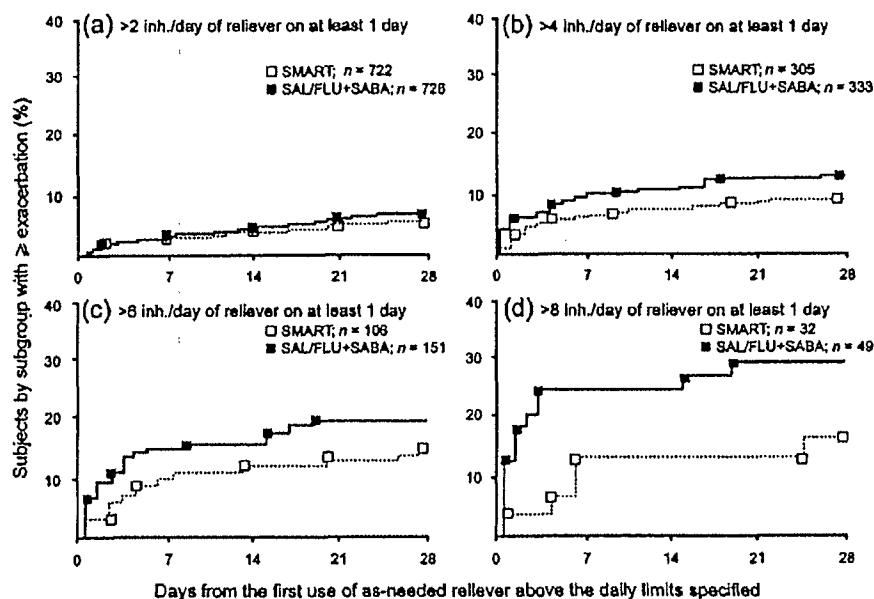 Subjects by subgroup with ⩾ exacerbation (%)
(a) >2 inh./day of reliever on at least 1 day
SMART; n = 722
SAL/FLU+SABA; n = 726
40
30
20
10
0 7 14 21 28
(b) >4 inh./day of reliever on at least 1 day
SMART; n = 305
SAL/FLU+SABA; n = 333
40
30
20
10
0 7 14 21 28
(c) >6 inh./day of reliever on at least 1 day
SMART; n = 106
SAL/FLU+SABA; n = 151
40
30
20
10
0 7 14 21 28
(d) >8 inh./day of reliever on at least 1 day
SMART; n = 32
SAL/FLU+SABA; n = 49
40
30
20
10
0 7 14 21 28
Days from the first use of as-needed reliever above the daily limits specified